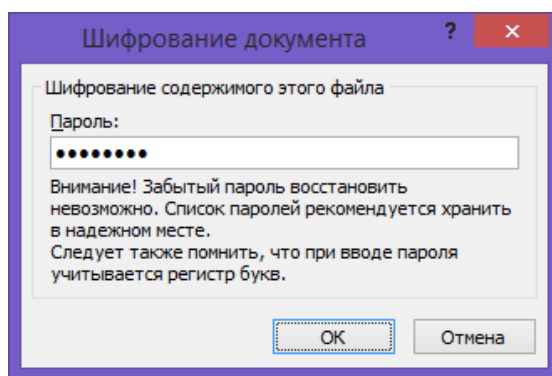 Шифрование документа
?
×
Шифрование содержимого этого файла
Пароль:
••••••••
Внимание! Забытый пароль восстановить
невозможно. Список паролей рекомендуется хранить
в надежном месте.
Следует также помнить, что при вводе пароля
учитывается регистр букв.
ОК
Отмена